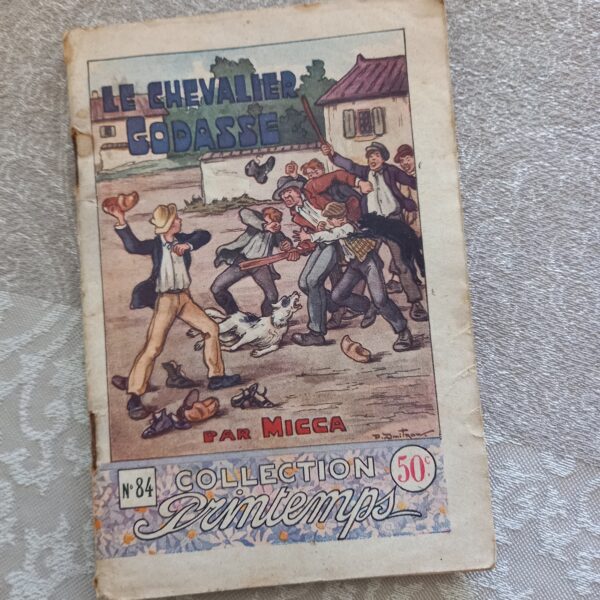 LE CHEVALIER
GODASSE
PAR MICCA
N° 84
COLLECTION
Printemps
50c